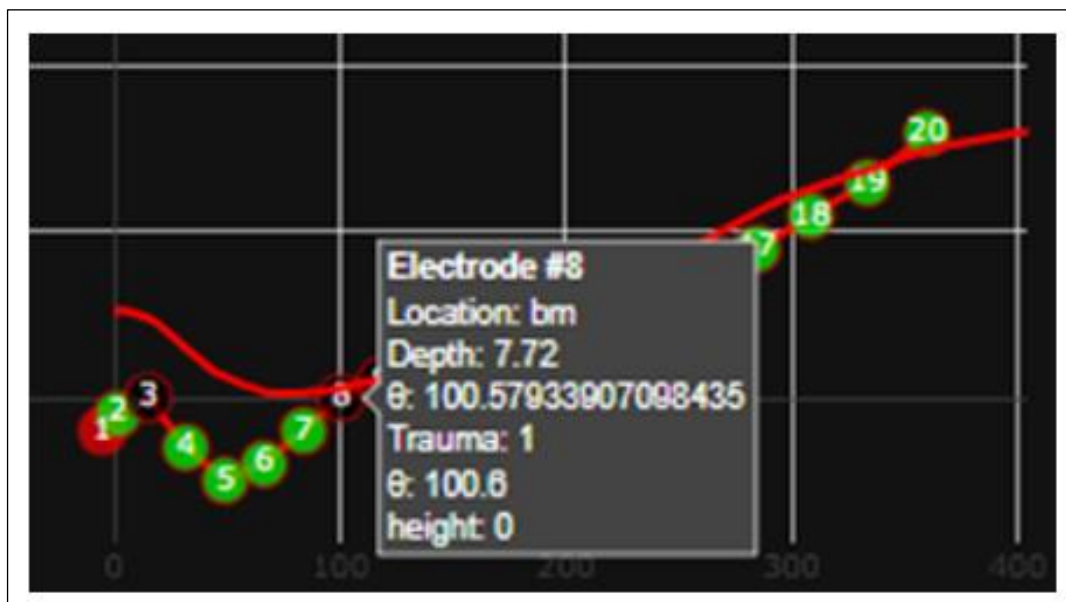 20
19
18
17
Electrode #8
Location: bm
Depth: 7.72
θ: 100.57933907098435
Trauma: 1
θ: 100.6
height: 0
3
2
1
4
5
6
7
8
0 100 200 300 400